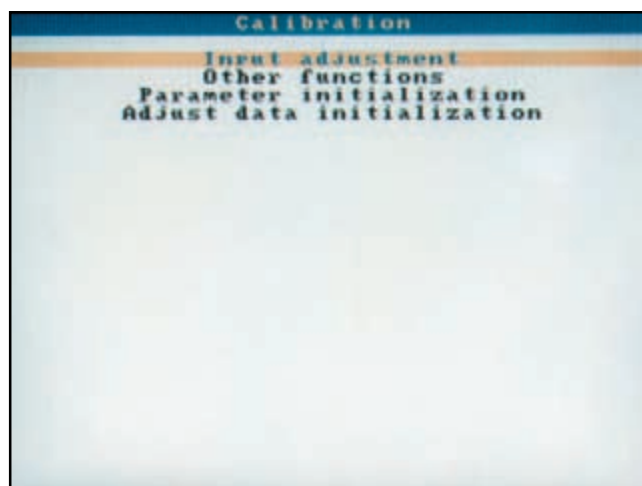 Calibration
Input adjustment
Other functions
Parameter initialization
Adjust data initialization